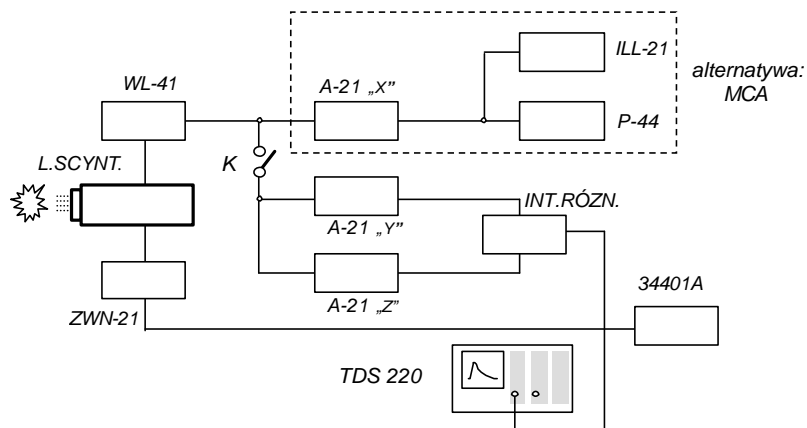 ILL-21
alternatywa:
MCA
WL-41
A-21 „X”
P-44
L.SCYNT.
K
INT.RÓZN.
A-21 „Y”
34401A
A-21 „Z”
ZWN-21
TDS 220